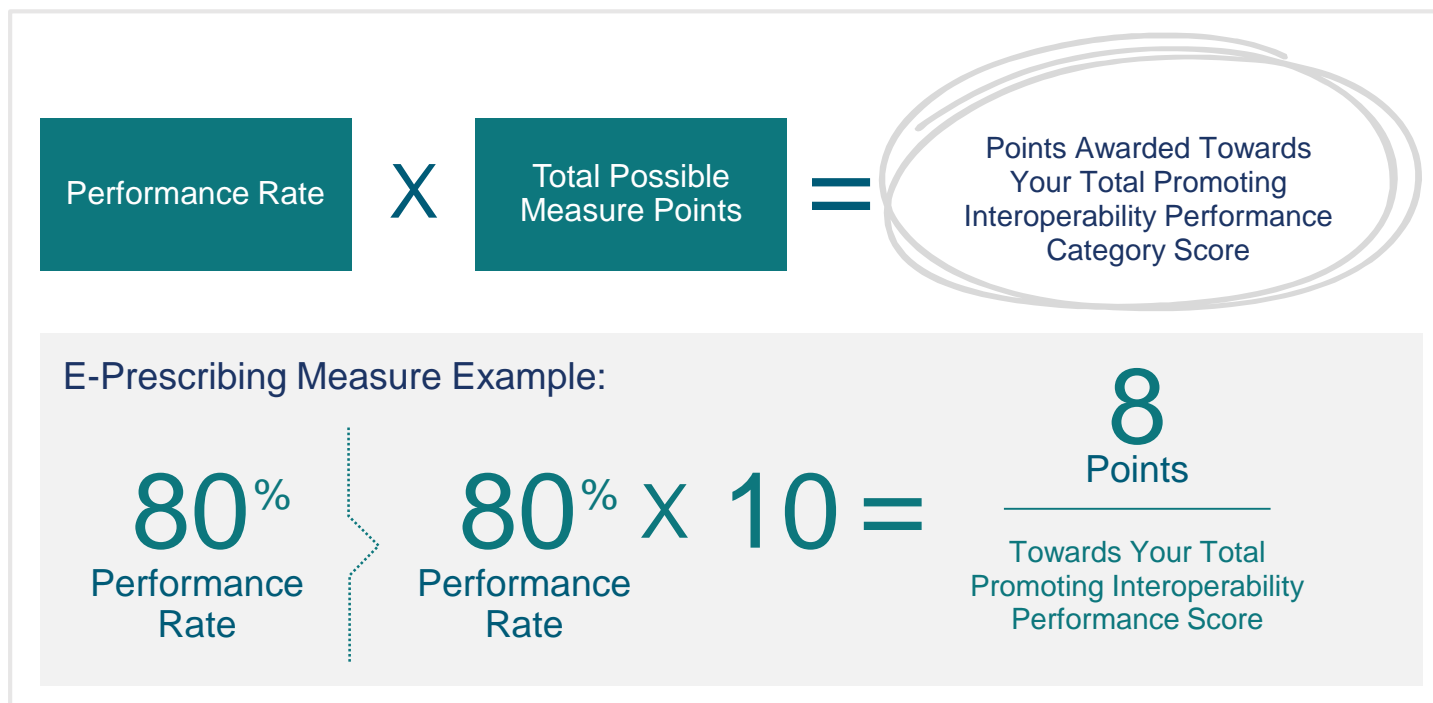 Performance Rate
X
Total Possible
Measure Points
=
Points Awarded Towards
Your Total Promoting
Interoperability Performance
Category Score
E-Prescribing Measure Example:
80%
Performance
Rate
80% X 10 =
Performance
Rate
8
Points
Towards Your Total
Promoting Interoperability
Performance Score